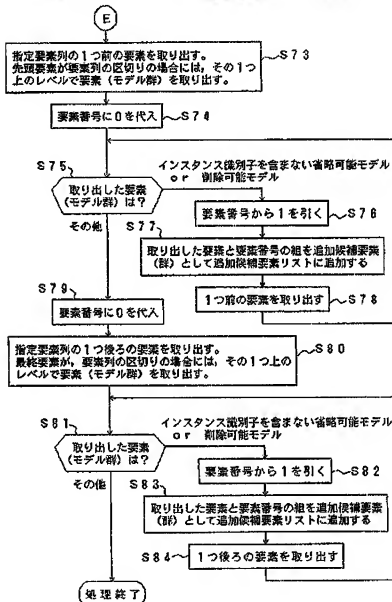 E
指定要素列の1つ前の要素を取り出す。
先頭要素が要素列の区切りの場合には,その1つ
上のレベルで要素(モデル群)を取り出す。
S73
要素番号に0を代入
S74
S75
取り出した要素
(モデル群)は?
インスタンス識別子を含まない省略可能モデル
or 削除可能モデル
その他
要素番号から1を引く
S76
S77
取り出した要素と要素番号の組を追加候補要素
(群)として追加候補要素リストに追加する
1つ前の要素を取り出す
S78
S79
要素番号に0を代入
指定要素列の1つ後ろの要素を取り出す。
最終要素が,要素列の区切りの場合には,その1つ上の
レベルで要素(モデル群)を取り出す。
S80
S81
取り出した要素
(モデル群)は?
インスタンス識別子を含まない省略可能モデル
or 削除可能モデル
その他
要素番号から1を引く
S82
S83
取り出した要素と要素番号の組を追加候補要素
(群)として追加候補要素リストに追加する
S84
1つ後ろの要素を取り出す
処理終了